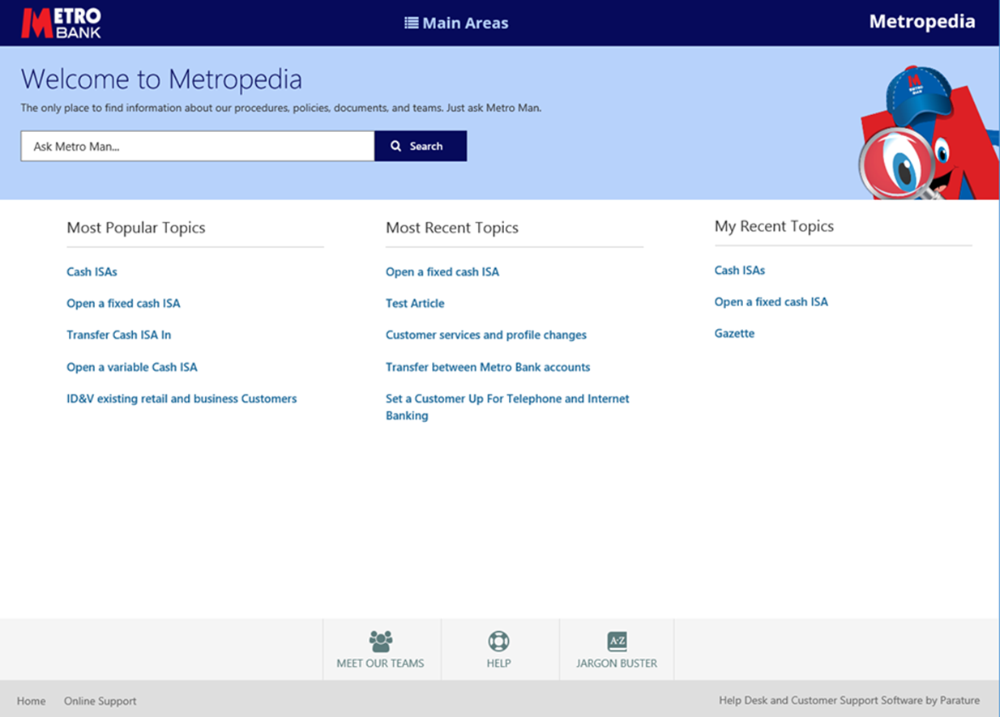 METRO
BANK
Main Areas
Metropedia
Welcome to Metropedia
The only place to find information about our procedures, policies, documents, and teams. Just ask Metro Man.
Ask Metro Man...
Search
M
METRO
MAN
Most Popular Topics
Cash ISAs
Open a fixed cash ISA
Transfer Cash ISA In
Open a variable Cash ISA
ID&V existing retail and business Customers
Most Recent Topics
Open a fixed cash ISA
Test Article
Customer services and profile changes
Transfer between Metro Bank accounts
Set a Customer Up For Telephone and Internet
Banking
My Recent Topics
Cash ISAs
Open a fixed cash ISA
Gazette
MEET OUR TEAMS
HELP
A-Z
JARGON BUSTER
Home
Online Support
Help Desk and Customer Support Software by Parature